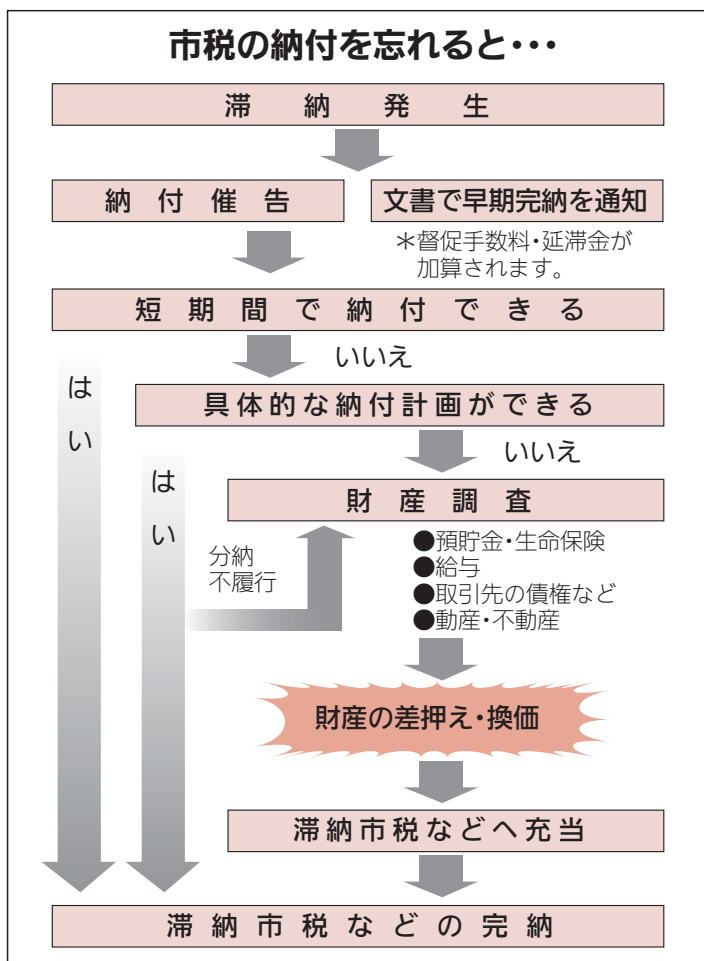 市税の納付を忘れると・・・
滞納発生
納付催告
文書で早期完納を通知
＊督促手数料・延滞金が
加算されます。
短期間で納付できる
いいえ
はい
具体的な納付計画ができる
いいえ
はい
財産調査
分納
不履行
●預貯金・生命保険
●給与
●取引先の債権など
●動産・不動産
財産の差押え・換価
滞納市税などへ充当
滞納市税などの完納